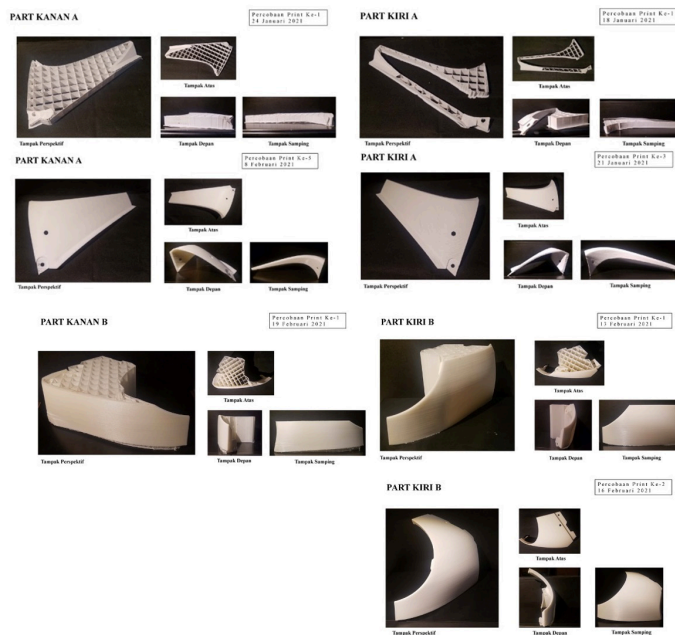 PART KANAN A
Percobaan Print Ke-1
24 Januari 2021
Tampak Atas
Tampak Perspektif
Tampak Depan
Tampak Samping
PART KIRI A
Percobaan Print Ke-1
18 Januari 2021
Tampak Atas
Tampak Perspektif
Tampak Depan
Tampak Samping
PART KANAN A
Percobaan Print Ke-5
8 Februari 2021
Tampak Atas
Tampak Perspektif
Tampak Depan
Tampak Samping
PART KIRI A
Percobaan Print Ke-3
21 Januari 2021
Tampak Atas
Tampak Perspektif
Tampak Depan
Tampak Samping
PART KANAN B
Percobaan Print Ke-1
19 Februari 2021
Tampak Atas
Tampak Perspektif
Tampak Depan
Tampak Samping
PART KIRI B
Percobaan Print Ke-1
13 Februari 2021
Tampak Atas
Tampak Perspektif
Tampak Depan
Tampak Samping
PART KIRI B
Percobaan Print Ke-2
16 Februari 2021
Tampak Atas
Tampak Perspektif
Tampak Depan
Tampak Samping